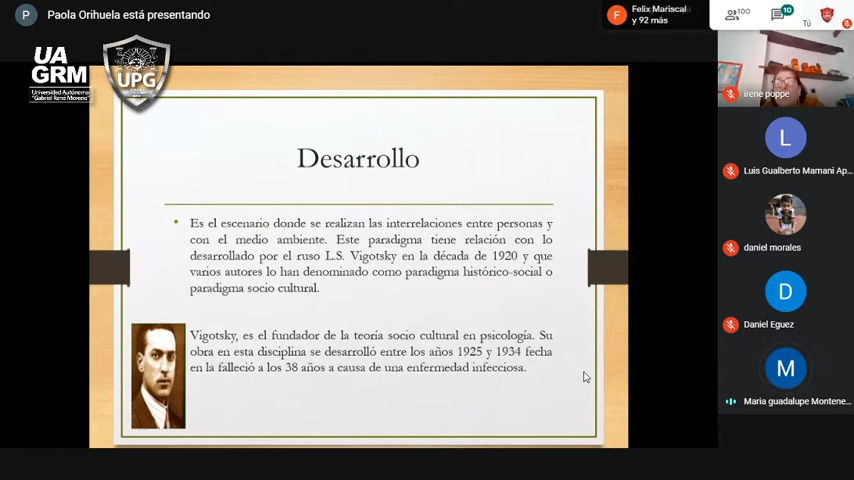 P
Paola Orihuela está presentando
F
Felix Mariscal
y 92 más
100
10
Tú
UA
GRM
Universidad Autónoma
"Gabriel René Moreno"
UPG
irene poppe
Desarrollo
Es el escenario donde se realizan las interrelaciones entre personas y
con el medio ambiente. Este paradigma tiene relación con lo
desarrollado por el ruso L.S. Vigotsky en la década de 1920 y que
varios autores lo han denominado como paradigma histórico-social o
paradigma socio cultural.
Vigotsky, es el fundador de la teoría socio cultural en psicología. Su
obra en esta disciplina se desarrolló entre los años 1925 y 1934 fecha
en la falleció a los 38 años a causa de una enfermedad infecciosa.
L
Luis Gualberto Mamani Ap...
daniel morales
D
Daniel Eguez
M
Maria guadalupe Montene...